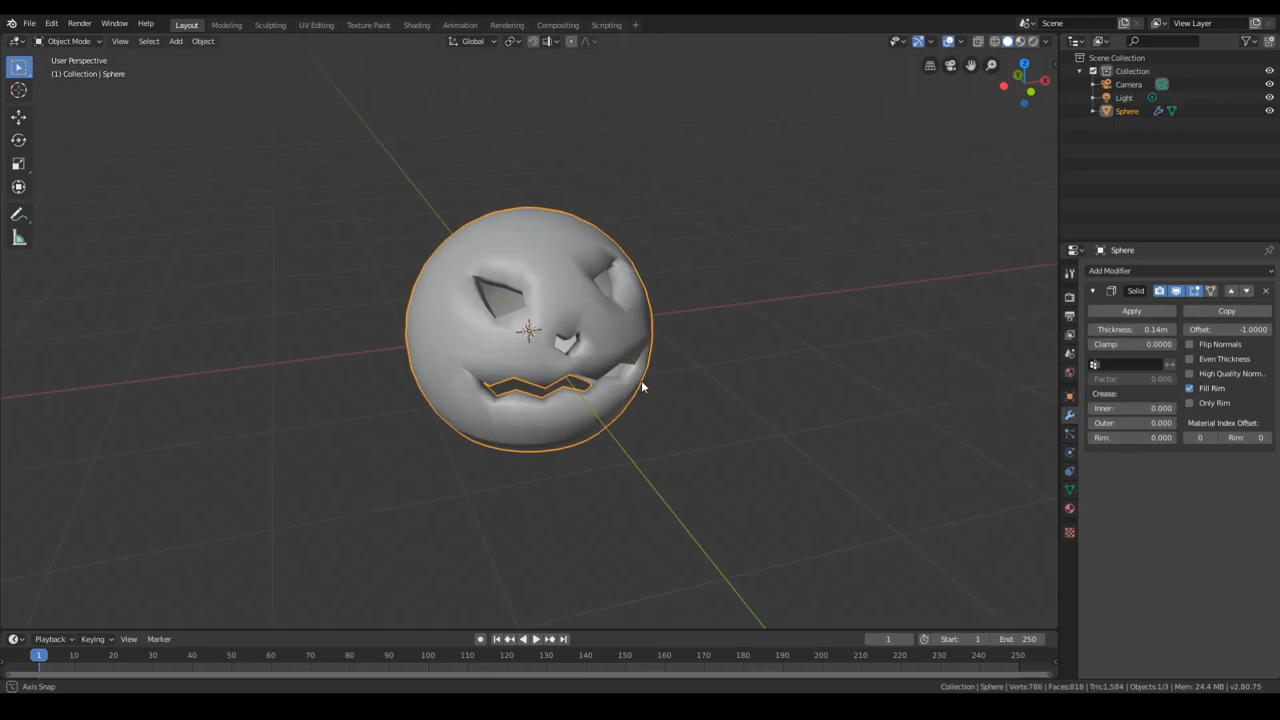 File Edit Render Window Help Layout Modeling Sculpting UV Editing Texture Paint Shading Animation Rendering Compositing Scripting + Scene View Layer
Object Mode View Select Add Object Global
User Perspective
(1) Collection | Sphere
Z
Y
X
Scene Collection
Collection
Camera
Light
Sphere
Sphere
Add Modifier
Solid
Apply Copy
Thickness: 0.14m Offset: -1.0000
Clamp: 0.0000 Flip Normals
Even Thickness
High Quality Norm..
Factor: 0.000 Fill Rim
Crease: Only Rim
Inner: 0.000
Outer: 0.000 Material Index Offset:
Rim: 0.000 0 Rim: 0
Playback Keying View Marker 1 Start: 1 End: 250
1 10 20 30 40 50 60 70 80 90 100 110 120 130 140 150 160 170 180 190 200 210 220 230 240 250
Axis Snap Collection | Sphere | Verts:786 | Faces:818 | Tris:1,584 | Objects:1/3 | Mem: 24.4 MB | v2.80.75